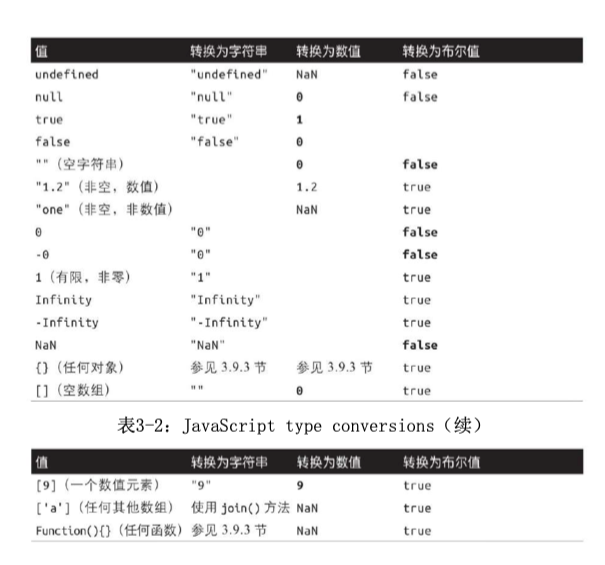 值 转换为字符串 转换为数值 转换为布尔值
undefined "undefined" NaN false
null "null" 0 false
true "true" 1
false "false" 0
""（空字符串） 0 false
"1.2"（非空，数值） 1.2 true
"one"（非空，非数值） NaN true
0 "0" false
-0 "0" false
1（有限，非零） "1" true
Infinity "Infinity" true
-Infinity "-Infinity" true
NaN "NaN" false
{}（任何对象） 参见 3.9.3 节 参见 3.9.3 节 true
[]（空数组） "" 0 true
表3-2：JavaScript type conversions（续）
值 转换为字符串 转换为数值 转换为布尔值
[9]（一个数值元素） "9" 9 true
['a']（任何其他数组） 使用 join() 方法 NaN true
Function(){}（任何函数） 参见 3.9.3 节 NaN true